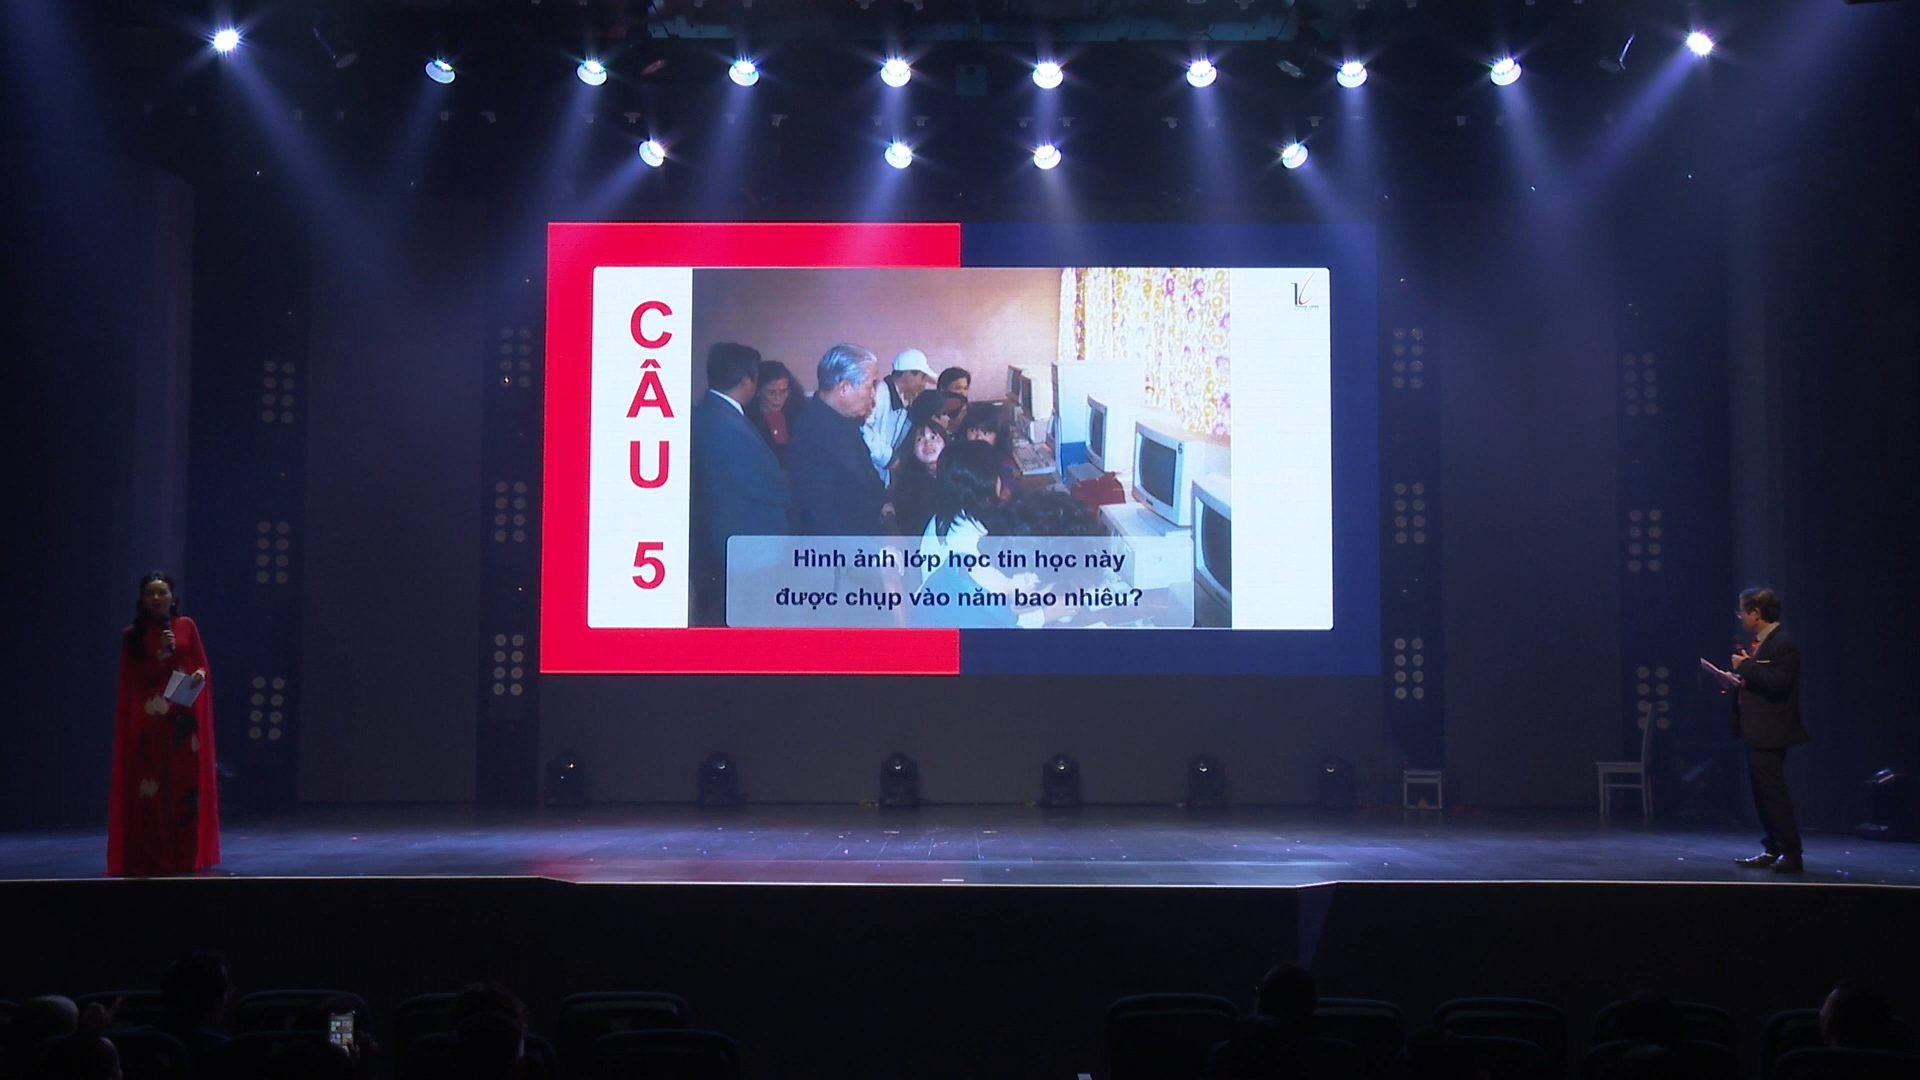 CÂU 5
Hình ảnh lớp học tin học này
được chụp vào năm bao nhiêu?